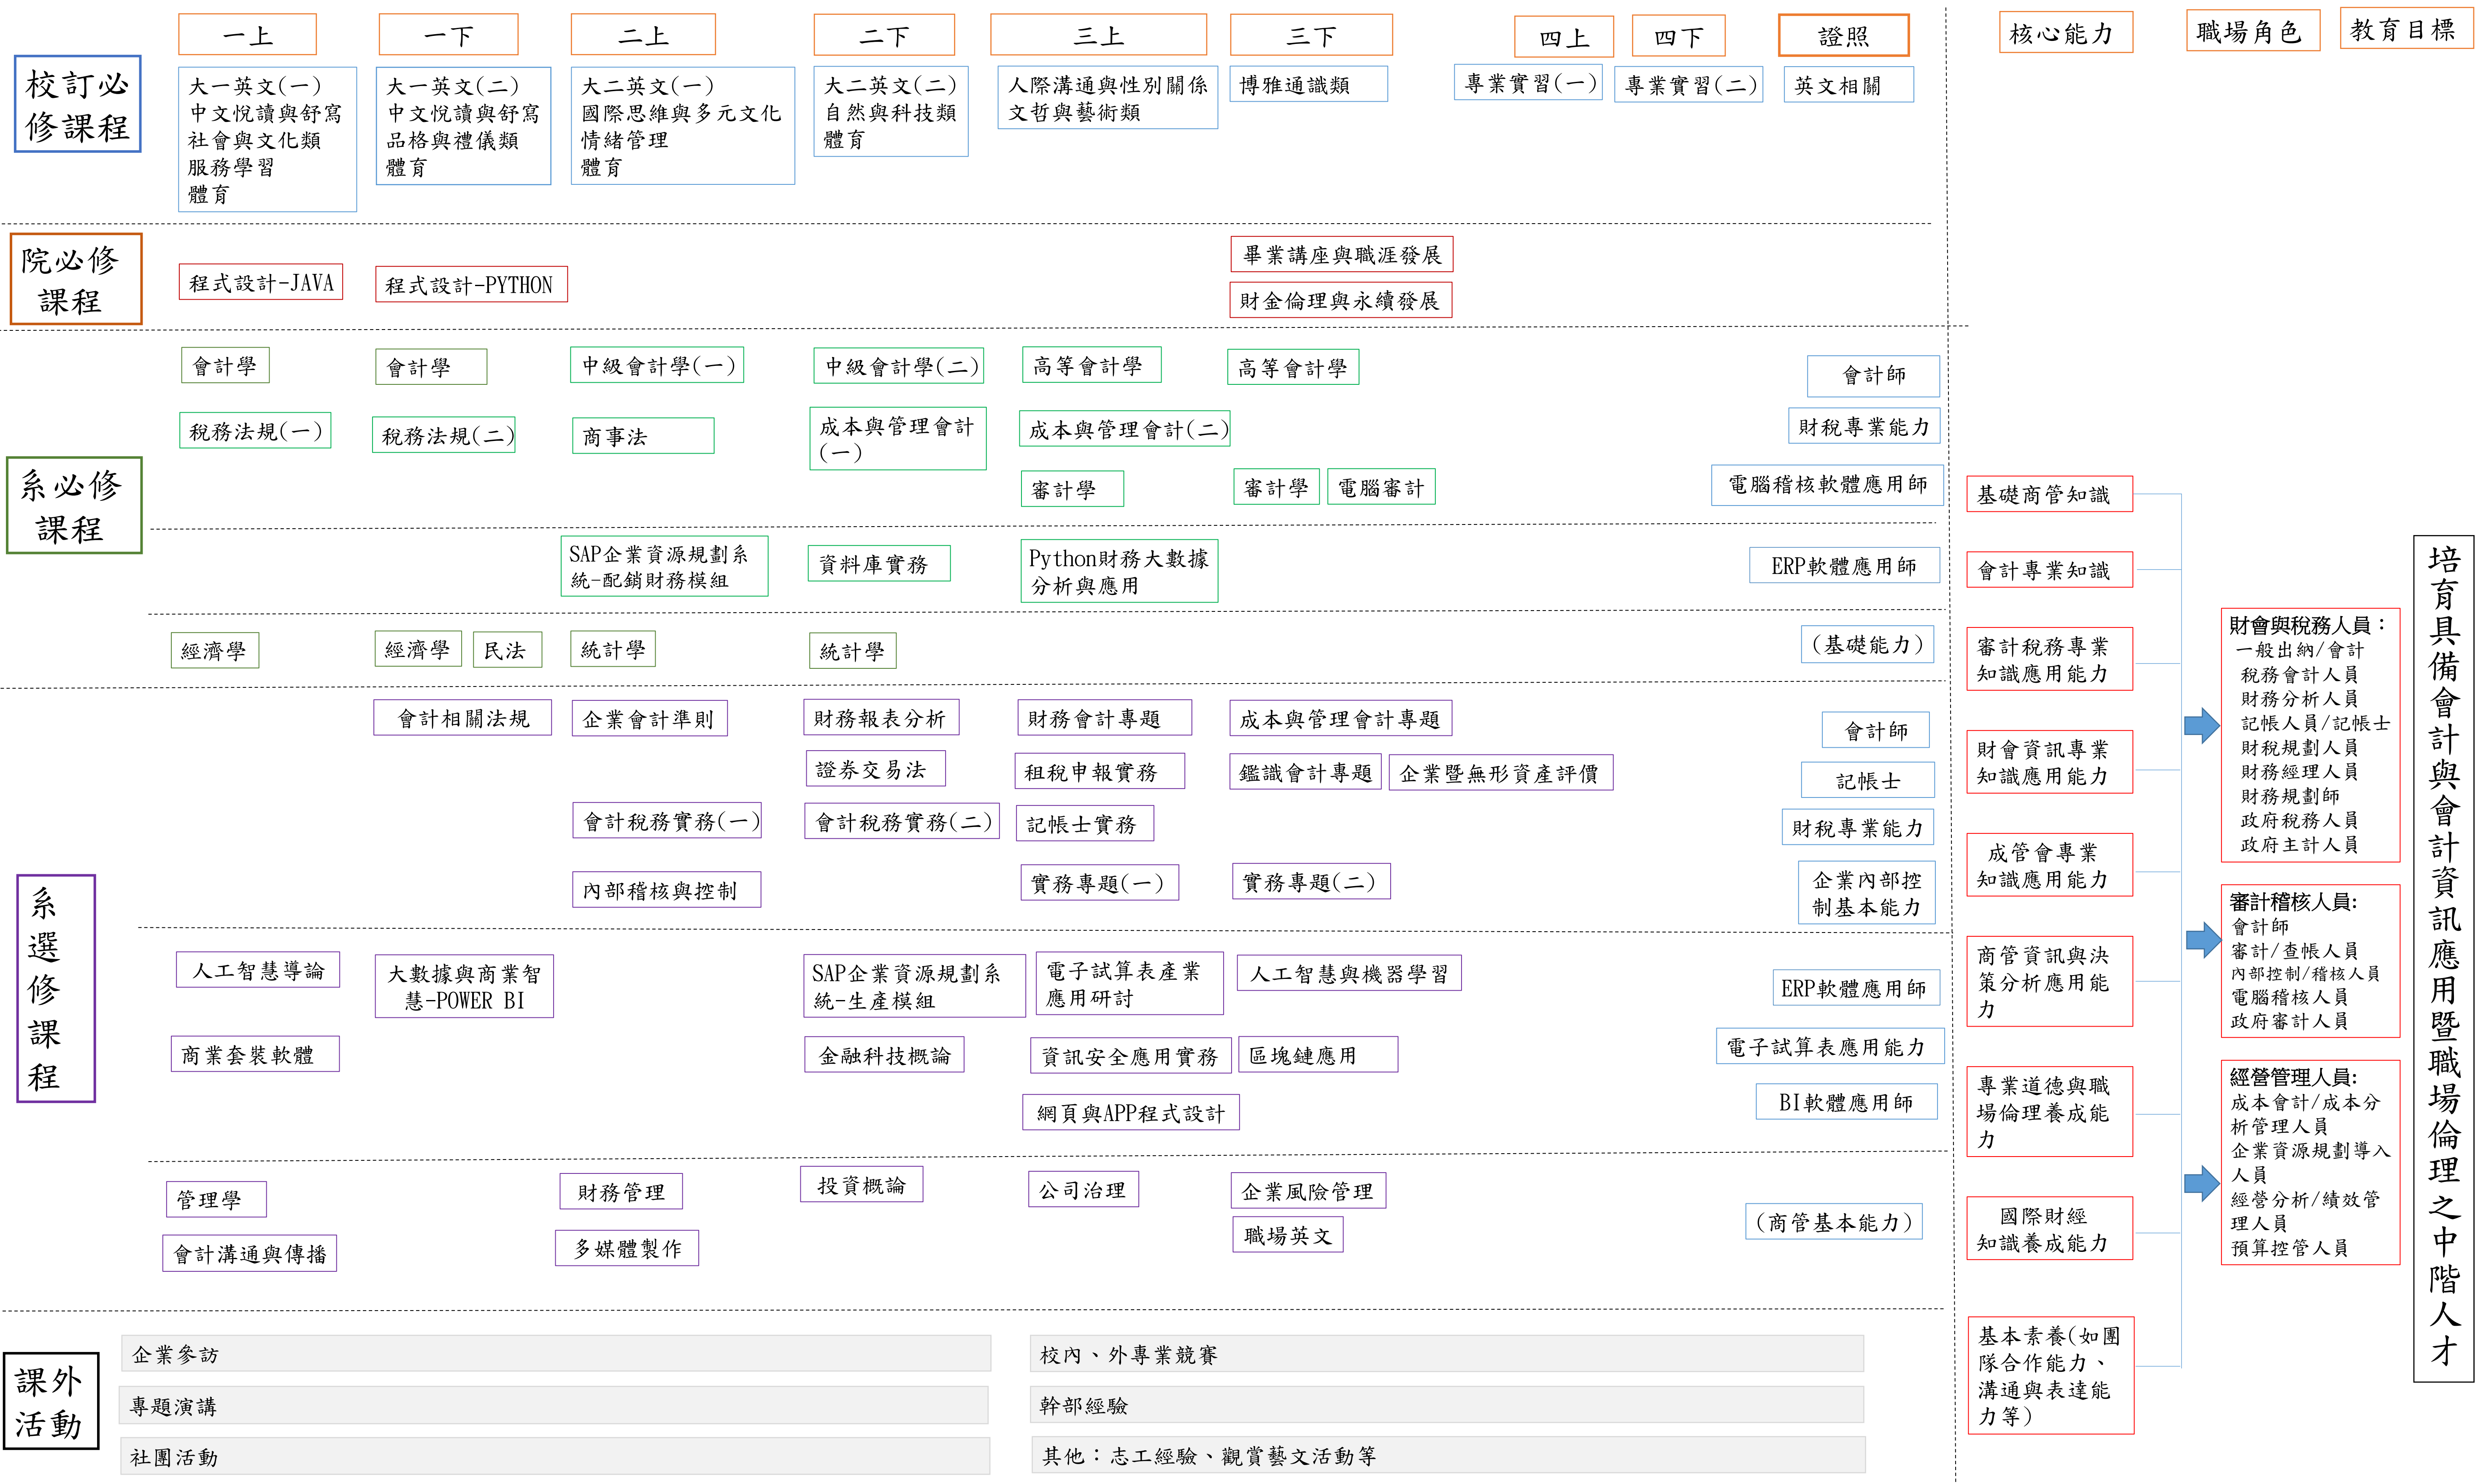 一上
一下
二上
二下
三上
三下
四上
四下
證照
核心能力
職場角色
教育目標
校訂必
修課程
大一英文(一)
中文悅讀與舒寫
社會與文化類
服務學習
體育
大一英文(二)
中文悅讀與舒寫
品格與禮儀類
體育
大二英文(一)
國際思維與多元文化
情緒管理
體育
大二英文(二)
自然與科技類
體育
人際溝通與性別關係
文哲與藝術類
博雅通識類
專業實習(一)
專業實習(二)
英文相關
院必修
課程
程式設計-JAVA
程式設計-PYTHON
畢業講座與職涯發展
財金倫理與永續發展
系必修
課程
會計學
會計學
中級會計學(一)
中級會計學(二)
高等會計學
高等會計學
會計師
稅務法規(一)
稅務法規(二)
商事法
成本與管理會計
(一)
成本與管理會計(二)
財稅專業能力
審計學
審計學
電腦審計
電腦稽核軟體應用師
SAP企業資源規劃系
統-配銷財務模組
資料庫實務
Python財務大數據
分析與應用
ERP軟體應用師
經濟學
經濟學
民法
統計學
統計學
(基礎能力)
系
選
修
課
程
會計相關法規
企業會計準則
財務報表分析
財務會計專題
成本與管理會計專題
會計師
證券交易法
租稅申報實務
鑑識會計專題
企業暨無形資產評價
記帳士
會計稅務實務(一)
會計稅務實務(二)
記帳士實務
財稅專業能力
內部稽核與控制
實務專題(一)
實務專題(二)
企業內部控
制基本能力
人工智慧導論
大數據與商業智
慧-POWER BI
SAP企業資源規劃系
統-生產模組
電子試算表產業
應用研討
人工智慧與機器學習
ERP軟體應用師
商業套裝軟體
金融科技概論
資訊安全應用實務
區塊鏈應用
電子試算表應用能力
網頁與APP程式設計
BI軟體應用師
管理學
財務管理
投資概論
公司治理
企業風險管理
(商管基本能力)
會計溝通與傳播
多媒體製作
職場英文
課外
活動
企業參訪
校內、外專業競賽
專題演講
幹部經驗
社團活動
其他：志工經驗、觀賞藝文活動等
基礎商管知識
會計專業知識
審計稅務專業
知識應用能力
財會資訊專業
知識應用能力
成管會專業
知識應用能力
商管資訊與決
策分析應用能
力
專業道德與職
場倫理養成能
力
國際財經
知識養成能力
基本素養(如團
隊合作能力、
溝通與表達能
力等)
財會與稅務人員：
一般出納/會計
稅務會計人員
財務分析人員
記帳人員/記帳士
財稅規劃人員
財務經理人員
財務規劃師
政府稅務人員
政府主計人員
審計稽核人員:
會計師
審計/查帳人員
內部控制/稽核人員
電腦稽核人員
政府審計人員
經營管理人員:
成本會計/成本分
析管理人員
企業資源規劃導入
人員
經營分析/績效管
理人員
預算控管人員
培育具備會計與會計資訊應用暨職場倫理之中階人才